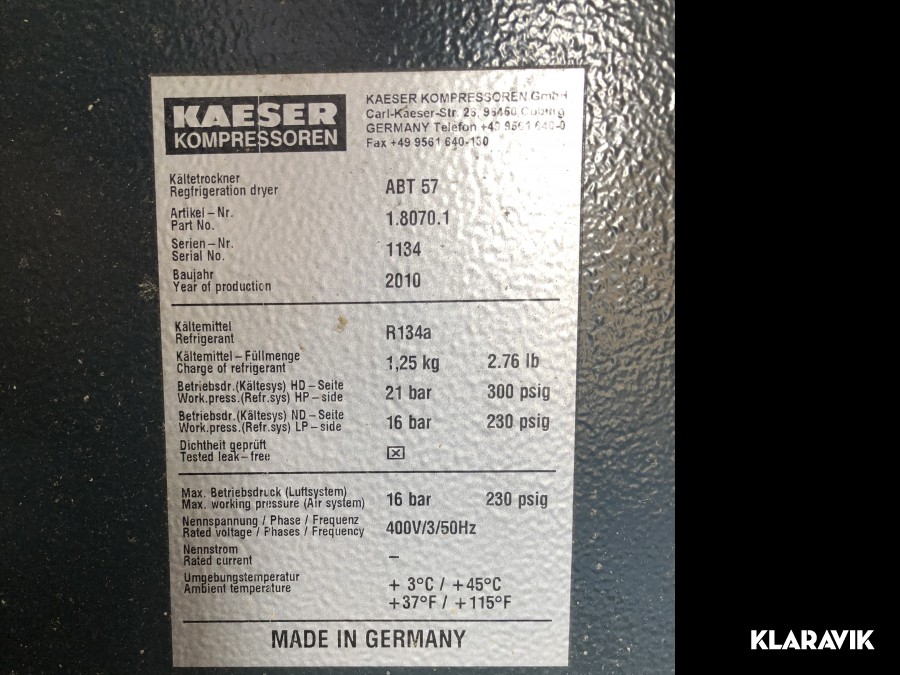 KAESER
KOMPRESSOREN
KAESER KOMPRESSOREN GmbH
Carl-Kaeser-Str. 26, 96450 Coburg
GERMANY Telefon +49 9561 640-0
Fax +49 9561 640-130
Kältetrockner
Regfrigeration dryer
ABT 57
Artikel – Nr.
Part No.
1.8070.1
Serien – Nr.
Serial No.
1134
Baujahr
Year of production
2010
Kältemittel
Refrigerant
R134a
Kältemittel – Füllmenge
Charge of refrigerant
1,25 kg 2.76 lb
Betriebsdr.(Kältesys) HD – Seite
Work.press.(Refr.sys) HP – side
21 bar 300 psig
Betriebsdr.(Kältesys) ND – Seite
Work.press.(Refr.sys) LP – side
16 bar 230 psig
Dichtheit geprüft
Tested leak – free
☒
Max. Betriebsdruck (Luftsystem)
Max. working pressure (Air system)
16 bar 230 psig
Nennspannung / Phase / Frequenz
Rated voltage / Phases / Frequency
400V/3/50Hz
Nennstrom
Rated current
–
Umgebungstemperatur
Ambient temperature
+ 3°C / +45°C
+37°F / +115°F
MADE IN GERMANY
KLARAVIK